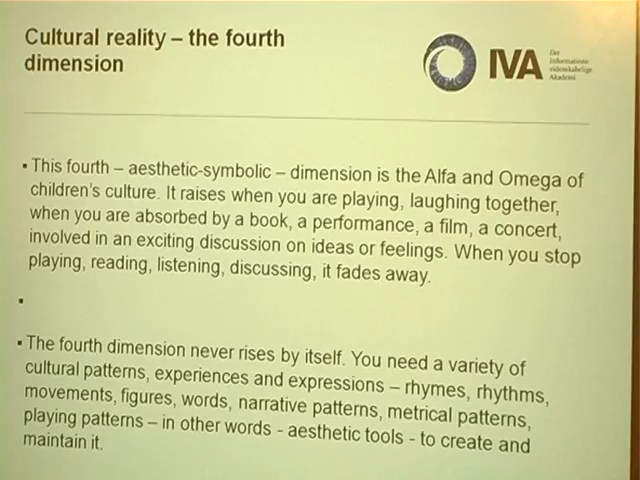 Cultural reality – the fourth
dimension
IVA
Det
Informations-
videnskabelige
Akademi
▪ This fourth – aesthetic-symbolic – dimension is the Alfa and Omega of
children's culture. It raises when you are playing, laughing together,
when you are absorbed by a book, a performance, a film, a concert,
involved in an exciting discussion on ideas or feelings. When you stop
playing, reading, listening, discussing, it fades away.
▪
▪ The fourth dimension never rises by itself. You need a variety of
cultural patterns, experiences and expressions – rhymes, rhythms,
movements, figures, words, narrative patterns, metrical patterns,
playing patterns – in other words - aesthetic tools - to create and
maintain it.